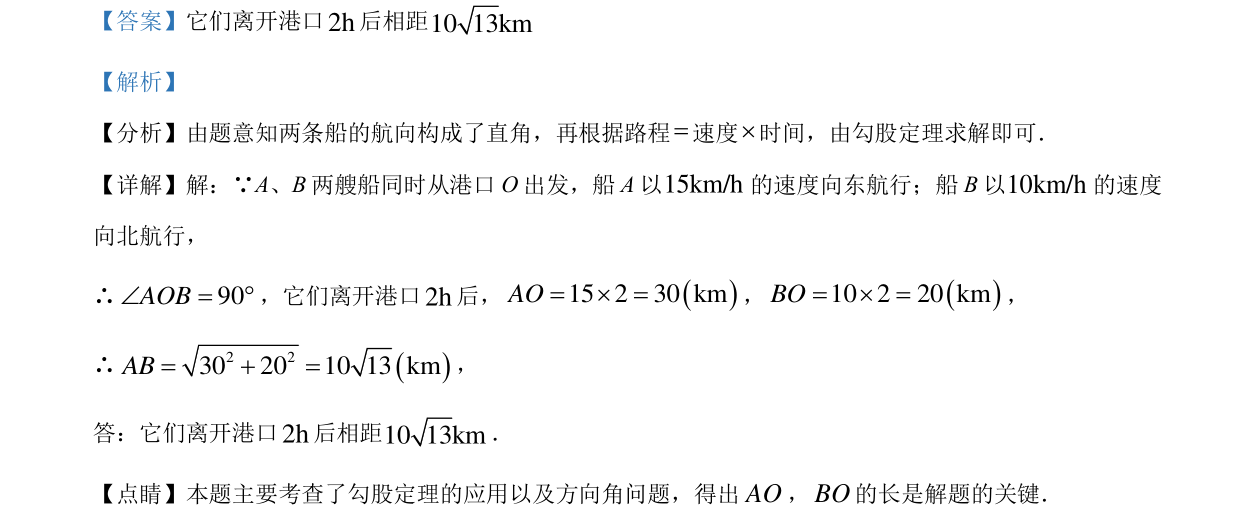 【答案】它们离开港口2h后相距10√13km
【解析】
【分析】由题意知两条船的航向构成了直角，再根据路程=速度×时间，由勾股定理求解即可．
【详解】解：∵A、B两艘船同时从港口O出发，船A以15km/h的速度向东航行；船B以10km/h的速度
向北航行，
∴∠AOB=90°，它们离开港口2h后，AO=15×2=30(km)，BO=10×2=20(km)，
∴AB=√(30²+20²)=10√13(km)，
答：它们离开港口2h后相距10√13km．
【点睛】本题主要考查了勾股定理的应用以及方向角问题，得出AO，BO的长是解题的关键．